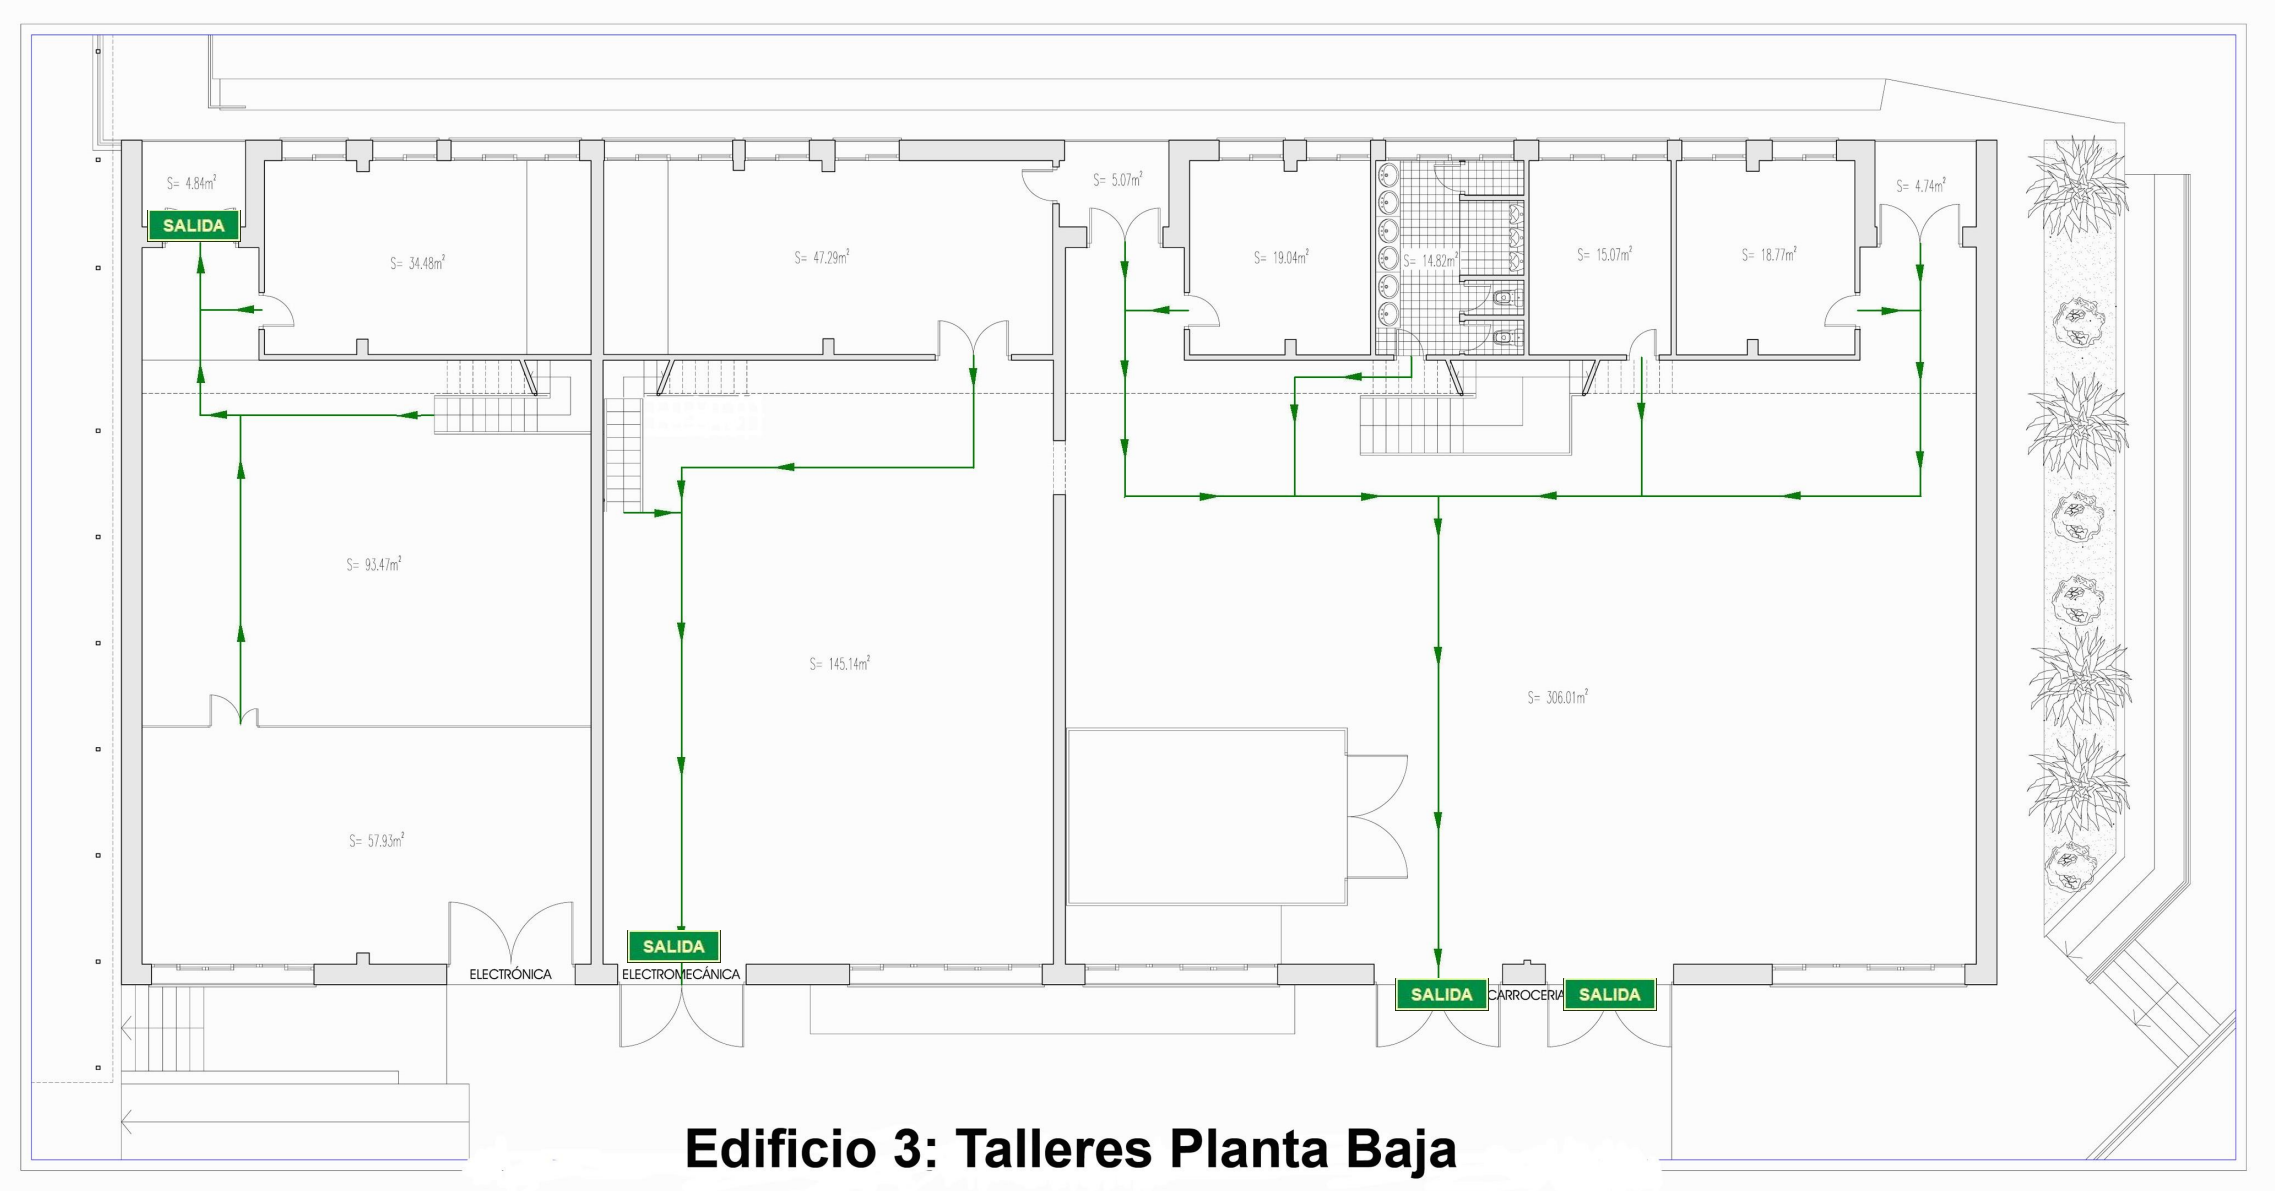 S= 4.84m²
S= 5.07m²
S= 4.74m²
SALIDA
S= 34.48m²
S= 47.29m²
S= 19.04m²
S= 14.82m²
S= 15.07m²
S= 18.77m²
S= 93.47m²
S= 145.14m²
S= 306.01m²
S= 57.93m²
SALIDA
ELECTRÓNICA
ELECTROMECÁNICA
SALIDA
CARROCERIA
SALIDA
Edificio 3: Talleres Planta Baja